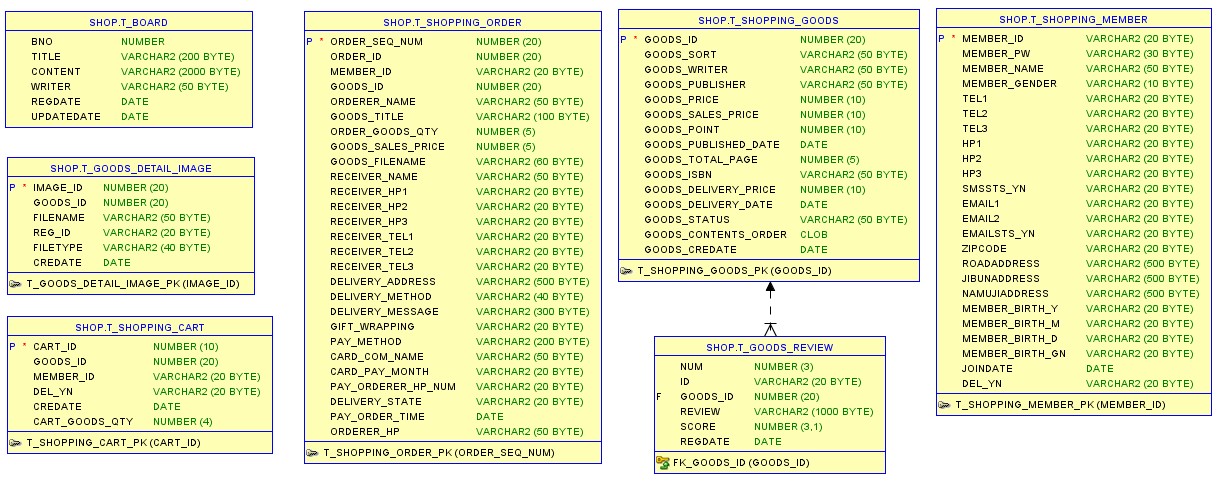 SHOP.T_BOARD
BNO NUMBER
TITLE VARCHAR2 (200 BYTE)
CONTENT VARCHAR2 (2000 BYTE)
WRITER VARCHAR2 (50 BYTE)
REGDATE DATE
UPDATEDATE DATE
SHOP.T_GOODS_DETAIL_IMAGE
P * IMAGE_ID NUMBER (20)
GOODS_ID NUMBER (20)
FILENAME VARCHAR2 (50 BYTE)
REG_ID VARCHAR2 (20 BYTE)
FILETYPE VARCHAR2 (40 BYTE)
CREDATE DATE
T_GOODS_DETAIL_IMAGE_PK (IMAGE_ID)
SHOP.T_SHOPPING_CART
P * CART_ID NUMBER (10)
GOODS_ID NUMBER (20)
MEMBER_ID VARCHAR2 (20 BYTE)
DEL_YN VARCHAR2 (20 BYTE)
CREDATE DATE
CART_GOODS_QTY NUMBER (4)
T_SHOPPING_CART_PK (CART_ID)
SHOP.T_SHOPPING_ORDER
P * ORDER_SEQ_NUM NUMBER (20)
ORDER_ID NUMBER (20)
MEMBER_ID VARCHAR2 (20 BYTE)
GOODS_ID NUMBER (20)
ORDERER_NAME VARCHAR2 (50 BYTE)
GOODS_TITLE VARCHAR2 (100 BYTE)
ORDER_GOODS_QTY NUMBER (5)
GOODS_SALES_PRICE NUMBER (5)
GOODS_FILENAME VARCHAR2 (60 BYTE)
RECEIVER_NAME VARCHAR2 (50 BYTE)
RECEIVER_HP1 VARCHAR2 (20 BYTE)
RECEIVER_HP2 VARCHAR2 (20 BYTE)
RECEIVER_HP3 VARCHAR2 (20 BYTE)
RECEIVER_TEL1 VARCHAR2 (20 BYTE)
RECEIVER_TEL2 VARCHAR2 (20 BYTE)
RECEIVER_TEL3 VARCHAR2 (20 BYTE)
DELIVERY_ADDRESS VARCHAR2 (500 BYTE)
DELIVERY_METHOD VARCHAR2 (40 BYTE)
DELIVERY_MESSAGE VARCHAR2 (300 BYTE)
GIFT_WRAPPING VARCHAR2 (20 BYTE)
PAY_METHOD VARCHAR2 (200 BYTE)
CARD_COM_NAME VARCHAR2 (50 BYTE)
CARD_PAY_MONTH VARCHAR2 (20 BYTE)
PAY_ORDERER_HP_NUM VARCHAR2 (20 BYTE)
DELIVERY_STATE VARCHAR2 (20 BYTE)
PAY_ORDER_TIME DATE
ORDERER_HP VARCHAR2 (50 BYTE)
T_SHOPPING_ORDER_PK (ORDER_SEQ_NUM)
SHOP.T_SHOPPING_GOODS
P * GOODS_ID NUMBER (20)
GOODS_SORT VARCHAR2 (50 BYTE)
GOODS_WRITER VARCHAR2 (50 BYTE)
GOODS_PUBLISHER VARCHAR2 (50 BYTE)
GOODS_PRICE NUMBER (10)
GOODS_SALES_PRICE NUMBER (10)
GOODS_POINT NUMBER (10)
GOODS_PUBLISHED_DATE DATE
GOODS_TOTAL_PAGE NUMBER (5)
GOODS_ISBN VARCHAR2 (50 BYTE)
GOODS_DELIVERY_PRICE NUMBER (10)
GOODS_DELIVERY_DATE DATE
GOODS_STATUS VARCHAR2 (50 BYTE)
GOODS_CONTENTS_ORDER CLOB
GOODS_CREDATE DATE
T_SHOPPING_GOODS_PK (GOODS_ID)
SHOP.T_GOODS_REVIEW
NUM NUMBER (3)
ID VARCHAR2 (20 BYTE)
F GOODS_ID NUMBER (20)
REVIEW VARCHAR2 (1000 BYTE)
SCORE NUMBER (3,1)
REGDATE DATE
FK_GOODS_ID (GOODS_ID)
SHOP.T_SHOPPING_MEMBER
P * MEMBER_ID VARCHAR2 (20 BYTE)
MEMBER_PW VARCHAR2 (30 BYTE)
MEMBER_NAME VARCHAR2 (50 BYTE)
MEMBER_GENDER VARCHAR2 (10 BYTE)
TEL1 VARCHAR2 (20 BYTE)
TEL2 VARCHAR2 (20 BYTE)
TEL3 VARCHAR2 (20 BYTE)
HP1 VARCHAR2 (20 BYTE)
HP2 VARCHAR2 (20 BYTE)
HP3 VARCHAR2 (20 BYTE)
SMSSTS_YN VARCHAR2 (20 BYTE)
EMAIL1 VARCHAR2 (20 BYTE)
EMAIL2 VARCHAR2 (20 BYTE)
EMAILSTS_YN VARCHAR2 (20 BYTE)
ZIPCODE VARCHAR2 (20 BYTE)
ROADADDRESS VARCHAR2 (500 BYTE)
JIBUNADDRESS VARCHAR2 (500 BYTE)
NAMUJIADDRESS VARCHAR2 (500 BYTE)
MEMBER_BIRTH_Y VARCHAR2 (20 BYTE)
MEMBER_BIRTH_M VARCHAR2 (20 BYTE)
MEMBER_BIRTH_D VARCHAR2 (20 BYTE)
MEMBER_BIRTH_GN VARCHAR2 (20 BYTE)
JOINDATE DATE
DEL_YN VARCHAR2 (20 BYTE)
T_SHOPPING_MEMBER_PK (MEMBER_ID)